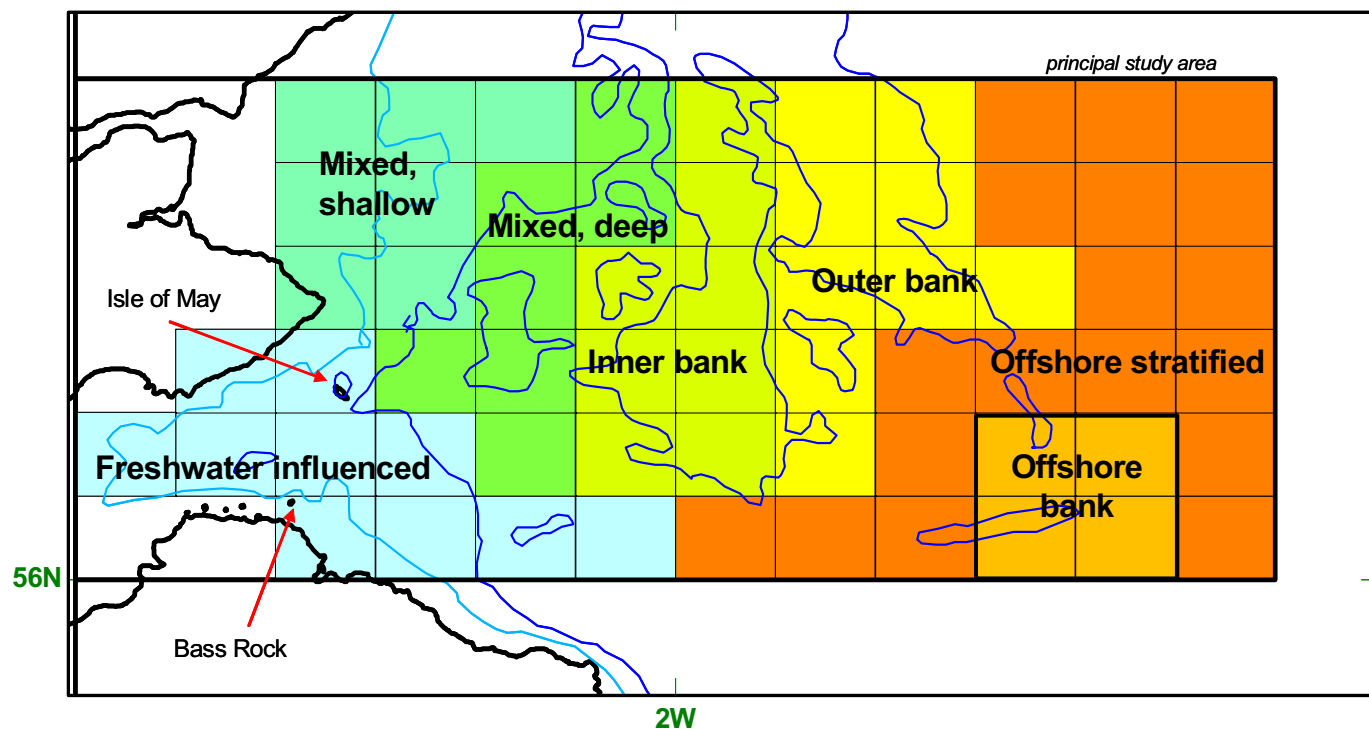 principal study area
Mixed,
shallow
Mixed, deep
Outer bank
Isle of May
Inner bank
Offshore stratified
Freshwater influenced
Offshore
bank
56N
Bass Rock
2W